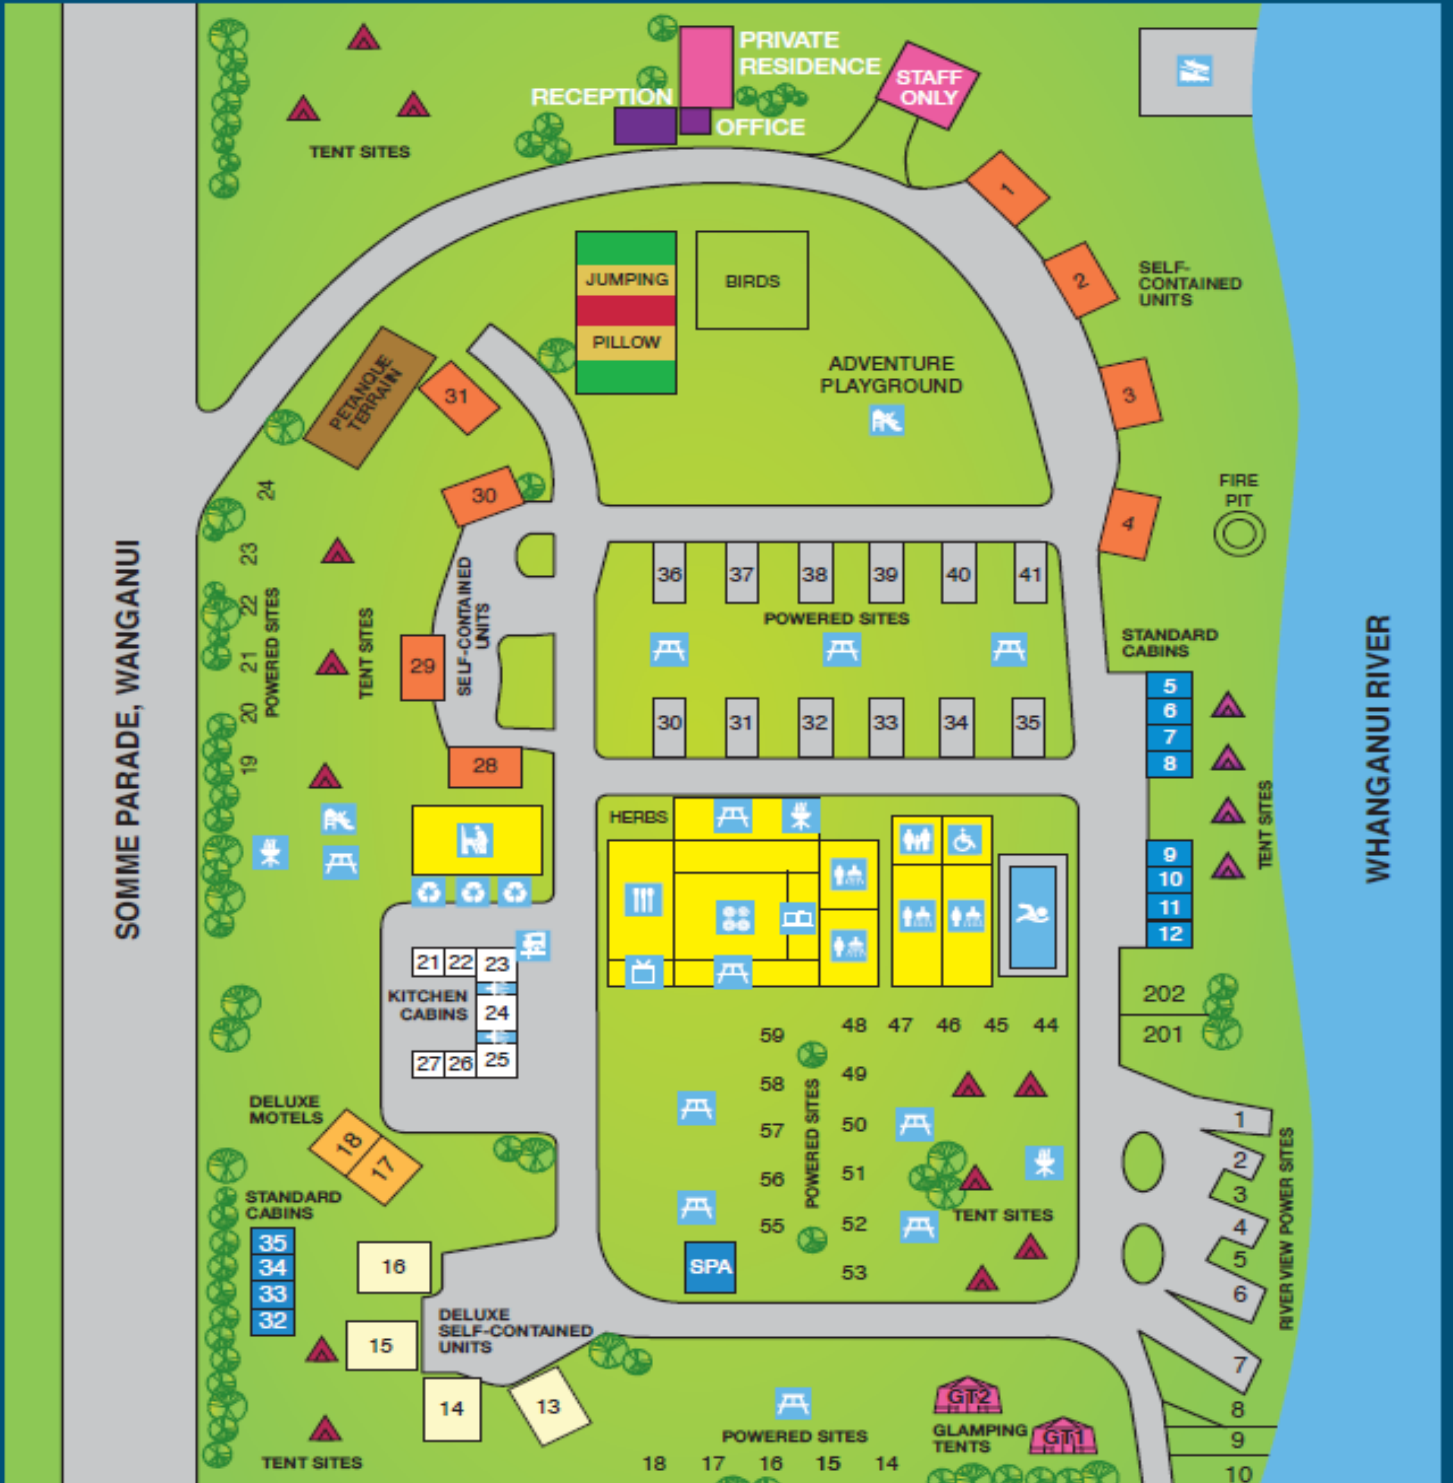 PRIVATE
RESIDENCE
STAFF
ONLY
RECEPTION
OFFICE
TENT SITES
1
2
SELF-
CONTAINED
UNITS
3
4
JUMPING
PILLOW
BIRDS
ADVENTURE
PLAYGROUND
PETANQUE
TERRAIN
31
30
29
28
SELF-CONTAINED
UNITS
FIRE
PIT
24
23
22
21
20
19
POWERED SITES
TENT SITES
SOMME PARADE, WANGANUI
WHANGANUI RIVER
36 37 38 39 40 41
POWERED SITES
30 31 32 33 34 35
STANDARD
CABINS
5
6
7
8
9
10
11
12
TENT SITES
HERBS
21 22 23
KITCHEN
CABINS
24
27 26 25
202
201
59
58
57
56
55
POWERED SITES
48 47 46 45 44
49
50
51
52
53
TENT SITES
SPA
DELUXE
MOTELS
18
17
STANDARD
CABINS
35
34
33
32
16
15
14
13
DELUXE
SELF-CONTAINED
UNITS
TENT SITES
1
2
3
4
5
6
7
8
9
10
RIVER VIEW POWER SITES
POWERED SITES
18 17 16 15 14
GT2
GLAMPING
TENTS
GT1